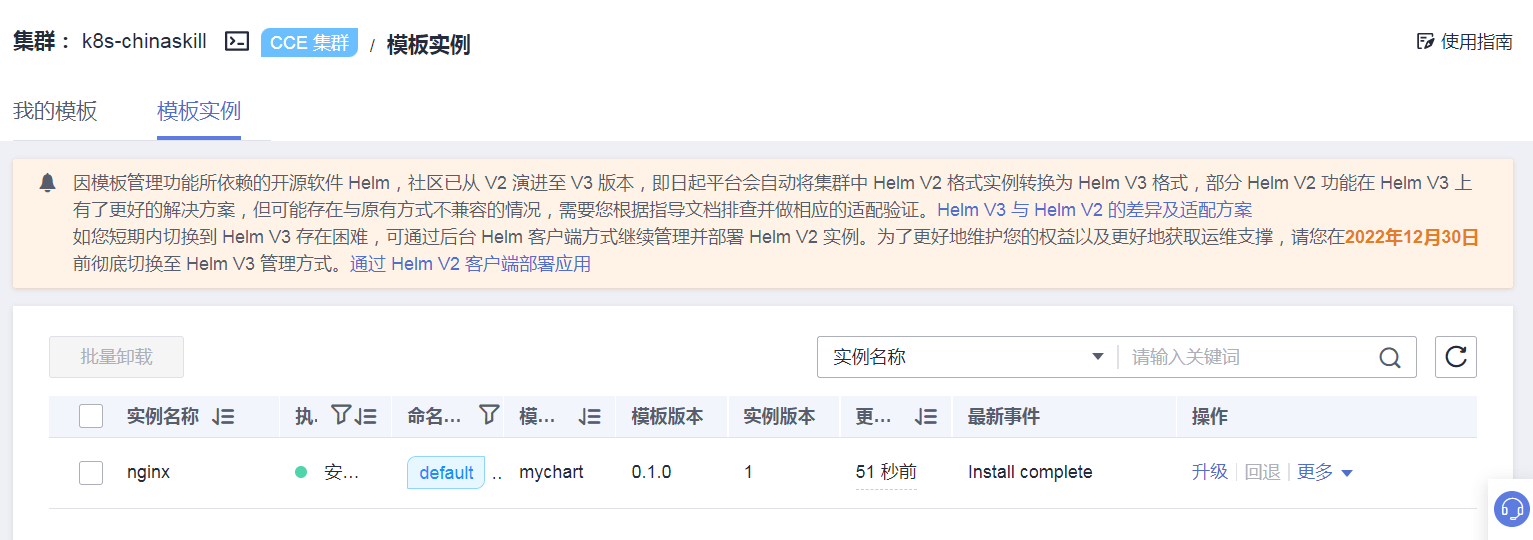 集群： k8s-chinaskill CCE 集群 / 模板实例 使用指南
我的模板 模板实例
因模板管理功能所依赖的开源软件 Helm，社区已从 V2 演进至 V3 版本，即日起平台会自动将集群中 Helm V2 格式实例转换为 Helm V3 格式，部分 Helm V2 功能在 Helm V3 上
有了更好的解决方案，但可能存在与原有方式不兼容的情况，需要您根据指导文档排查并做相应的适配验证。Helm V3 与 Helm V2 的差异及适配方案
如您短期内切换到 Helm V3 存在困难，可通过后台 Helm 客户端方式继续管理并部署 Helm V2 实例。为了更好地维护您的权益以及更好地获取运维支撑，请您在2022年12月30日
前彻底切换至 Helm V3 管理方式。通过 Helm V2 客户端部署应用
批量卸载 实例名称 请输入关键词
实例名称 执. 命名... 模... 模板版本 实例版本 更... 最新事件 操作
nginx 安... default .. mychart 0.1.0 1 51 秒前 Install complete 升级 回退 更多